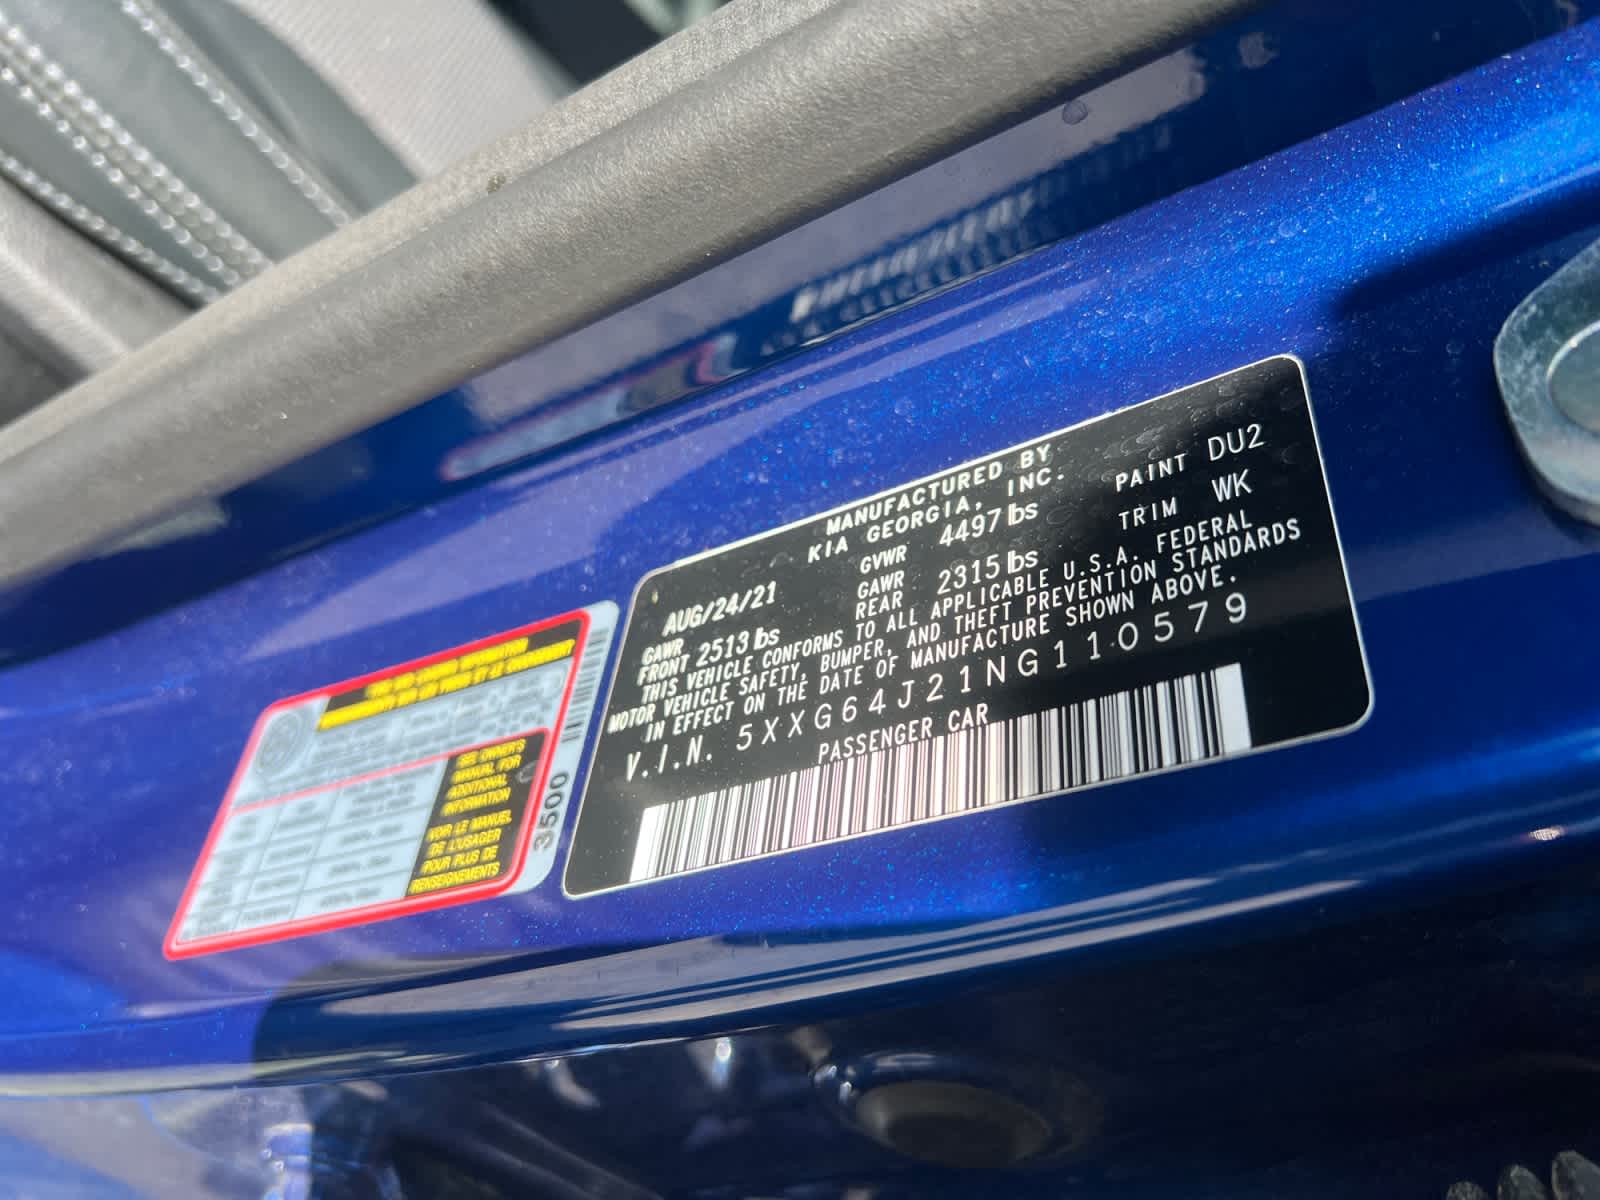 MANUFACTURED BY
KIA GEORGIA, INC.
AUG/24/21 GVWR 4497 lbs PAINT DU2
GAWR FRONT 2513 lbs GAWR REAR 2315 lbs TRIM WK
THIS VEHICLE CONFORMS TO ALL APPLICABLE U.S.A. FEDERAL
MOTOR VEHICLE SAFETY, BUMPER, AND THEFT PREVENTION STANDARDS
IN EFFECT ON THE DATE OF MANUFACTURE SHOWN ABOVE.
V.I.N. 5XXG64J21NG110579
PASSENGER CAR
SEE OWNER'S
MANUAL FOR
ADDITIONAL
INFORMATION
VOIR LE MANUEL
DE L'USAGER
POUR PLUS DE
RENSEIGNEMENTS
3500